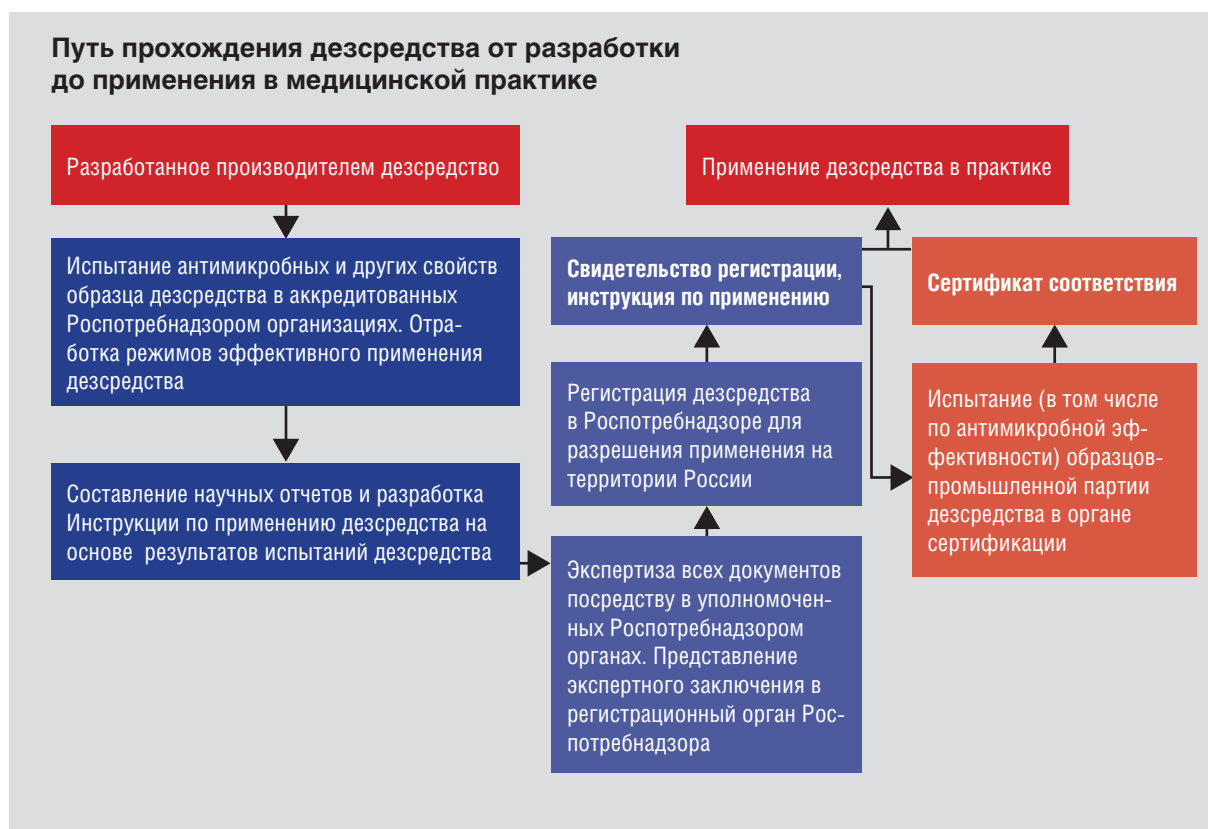 Путь прохождения дезсредства от разработки
до применения в медицинской практике
Разработанное производителем дезсредство
Испытание антимикробных и других свойств
образца дезсредства в аккредитованных
Роспотребнадзором организациях. Отра-
ботка режимов эффективного применения
дезсредства
Составление научных отчетов и разработка
Инструкции по применению дезсредства на
основе результатов испытаний дезсредства
Экспертиза всех документов
посредству в уполномочен-
ных Роспотребнадзором
органах. Представление
экспертного заключения в
регистрационный орган Рос-
потребнадзора
Регистрация дезсредства
в Роспотребнадзоре для
разрешения применения на
территории России
Свидетельство регистрации,
инструкция по применению
Испытание (в том числе
по антимикробной эф-
фективности) образцов-
промышленной партии
дезсредства в органе
сертификации
Сертификат соответствия
Применение дезсредства в практике